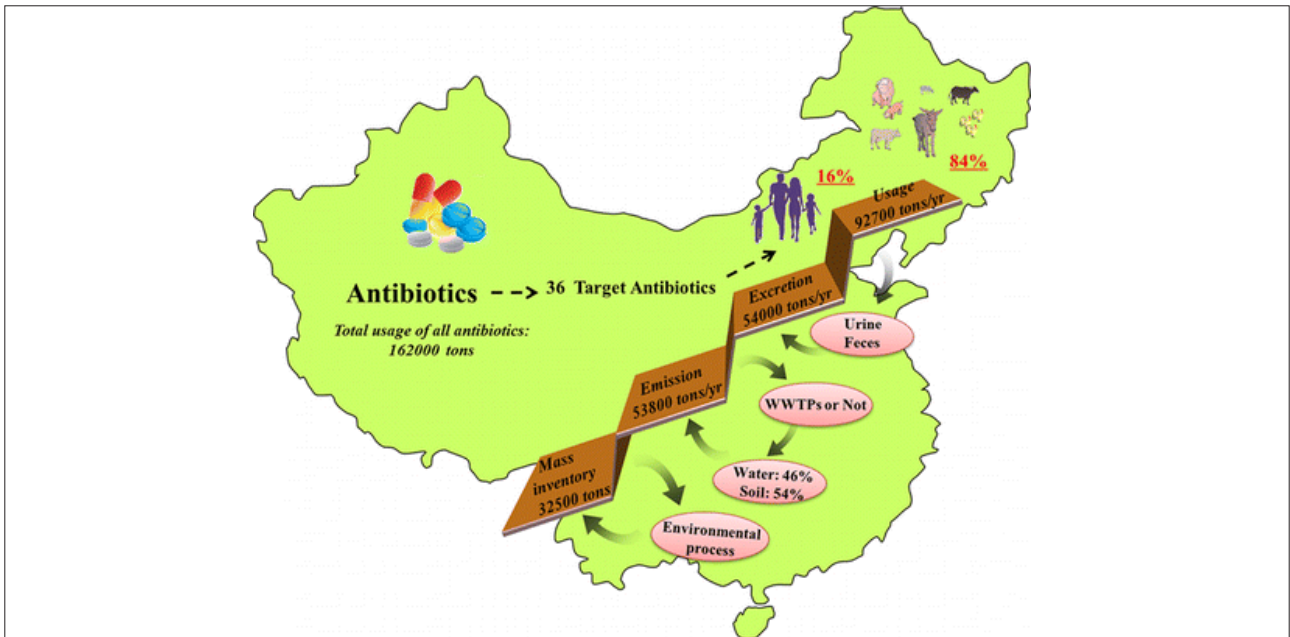 84%
16%
Usage
92700 tons/yr
Antibiotics
36 Target Antibiotics
Total usage of all antibiotics:
162000 tons
Excretion
54000 tons/yr
Urine
Feces
Emission
53800 tons/yr
WWTPs or Not
Water: 46%
Soil: 54%
Mass
inventory
32500 tons
Environmental
process